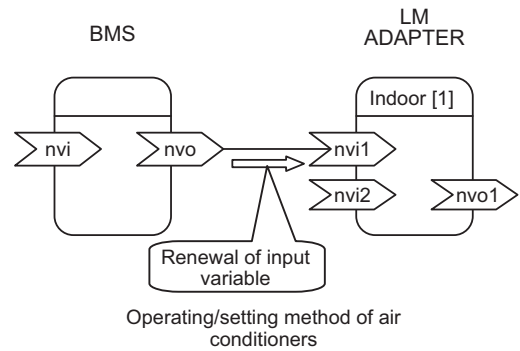 BMS
LM
ADAPTER
Indoor [1]
nvi
nvo
nvi1
nvi2
nvo1
Renewal of input
variable
Operating/setting method of air
conditioners